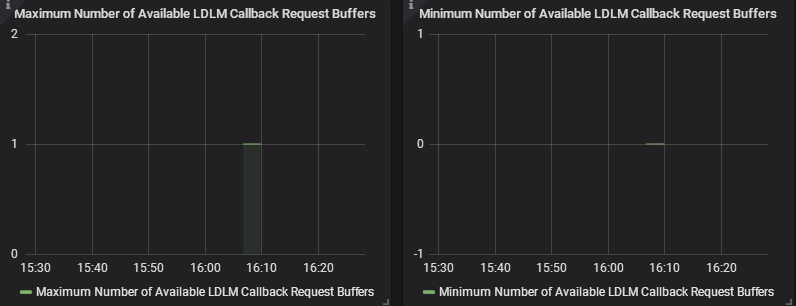 Maximum Number of Available LDLM Callback Request Buffers
2
1
0
15:30 15:40 15:50 16:00 16:10 16:20
Maximum Number of Available LDLM Callback Request Buffers
Minimum Number of Available LDLM Callback Request Buffers
1
0
-1
15:30 15:40 15:50 16:00 16:10 16:20
Minimum Number of Available LDLM Callback Request Buffers